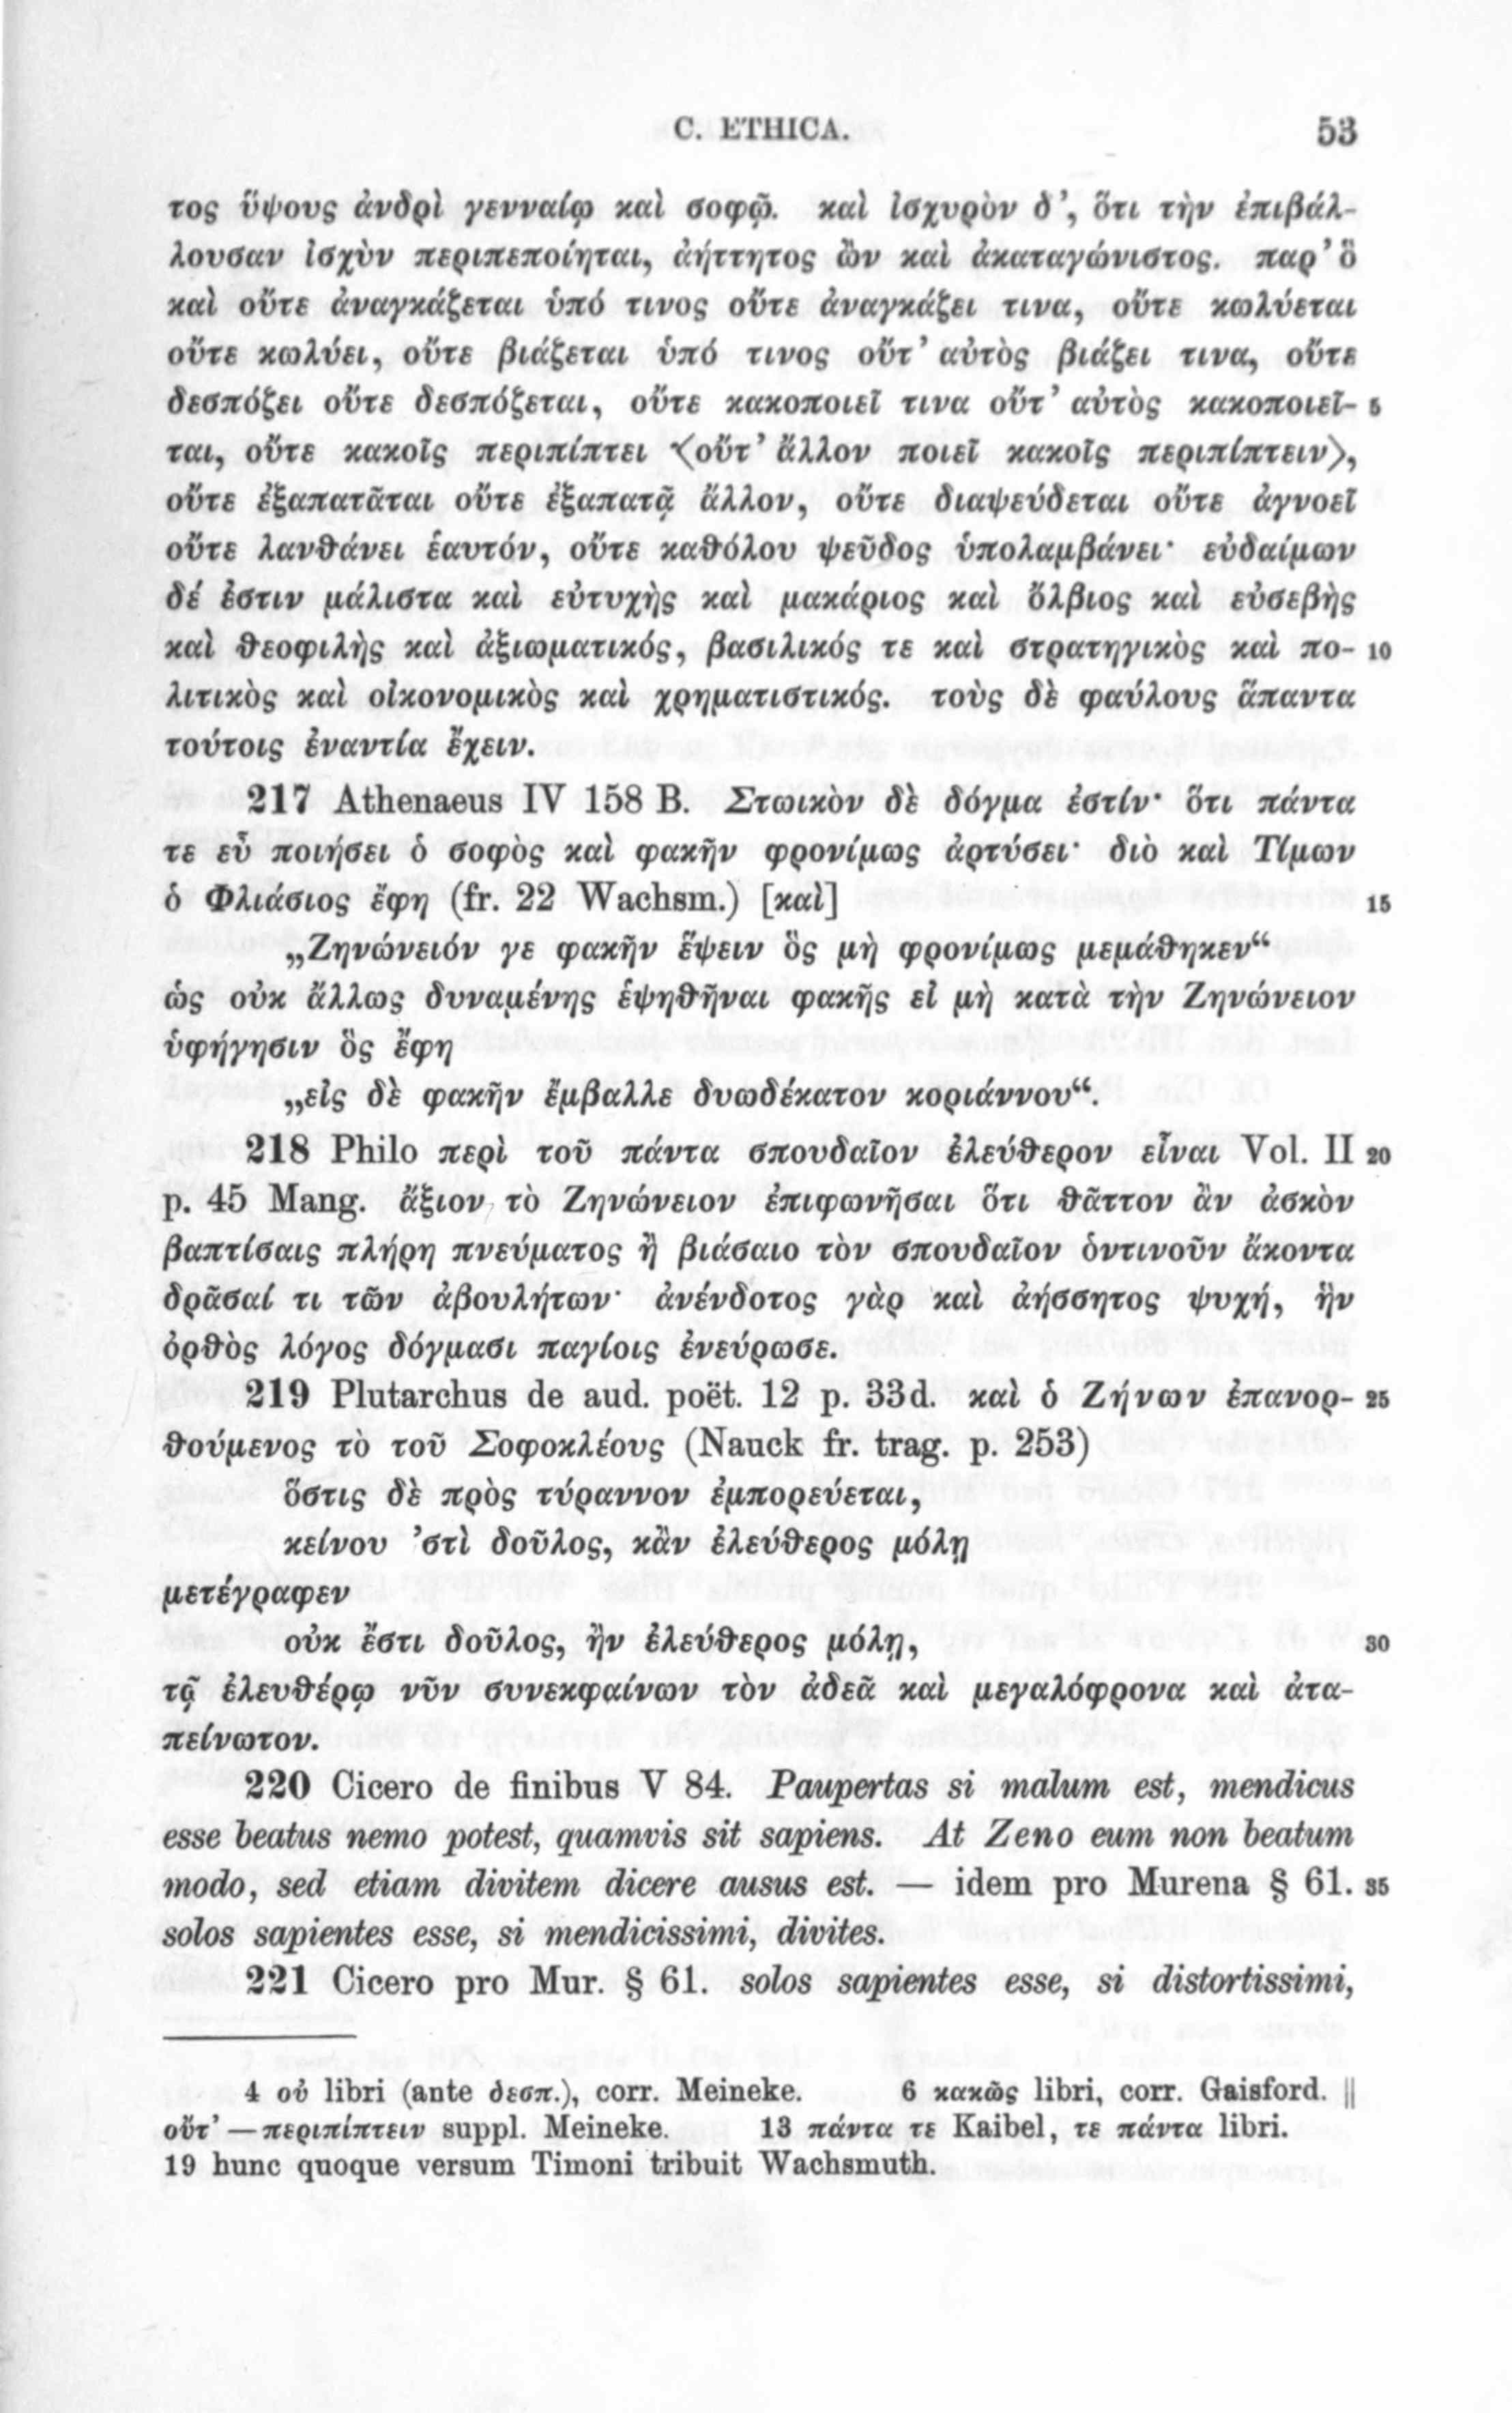 C. ETHICA. 53
τος ὕψους ἀνδρὶ γενναίῳ καὶ σοφῷ. καὶ ἰσχυρὸν δ’, ὅτι τὴν ἐπιβάλ-
λουσαν ἰσχὺν περιπεποίηται, ἀήττητος ὢν καὶ ἀκαταγώνιστος. παρ’ ὃ
καὶ οὔτε ἀναγκάζεται ὑπό τινος οὔτε ἀναγκάζει τινα, οὔτε κωλύεται
οὔτε κωλύει, οὔτε βιάζεται ὑπό τινος οὔτ’ αὐτὸς βιάζει τινα, οὔτε
δεσπόζει οὔτε δεσπόζεται, οὔτε κακοποιεῖ τινα οὔτ’ αὐτὸς κακοποιεῖ- 5
ται, οὔτε κακοῖς περιπίπτει <οὔτ’ ἄλλον ποιεῖ κακοῖς περιπίπτειν>,
οὔτε ἐξαπατᾶται οὔτε ἐξαπατᾷ ἄλλον, οὔτε διαψεύδεται οὔτε ἀγνοεῖ
οὔτε λανθάνει ἑαυτόν, οὔτε καθόλου ψεῦδος ὑπολαμβάνει· εὐδαίμων
δέ ἐστιν μάλιστα καὶ εὐτυχὴς καὶ μακάριος καὶ ὄλβιος καὶ εὐσεβὴς
καὶ θεοφιλὴς καὶ ἀξιωματικός, βασιλικός τε καὶ στρατηγικὸς καὶ πο- 10
λιτικὸς καὶ οἰκονομικὸς καὶ χρηματιστικός. τοὺς δὲ φαύλους ἅπαντα
τούτοις ἐναντία ἔχειν.
217 Athenaeus IV 158 B. Στωικὸν δὲ δόγμα ἐστίν· ὅτι πάντα
τε εὖ ποιήσει ὁ σοφὸς καὶ φακῆν φρονίμως ἀρτύσει· διὸ καὶ Τίμων
ὁ Φλιάσιος ἔφη (fr. 22 Wachsm.) [καὶ] 15
„Ζηνώνειόν γε φακῆν ἕψειν ὃς μὴ φρονίμως μεμάθηκεν“
ὡς οὐκ ἄλλως δυναμένης ἑψηθῆναι φακῆς εἰ μὴ κατὰ τὴν Ζηνώνειον
ὑφήγησιν ὃς ἔφη
„εἰς δὲ φακῆν ἔμβαλλε δυωδέκατον κοριάννου“.
218 Philo περὶ τοῦ πάντα σπουδαῖον ἐλεύθερον εἶναι Vol. II 20
p. 45 Mang. ἄξιον τὸ Ζηνώνειον ἐπιφωνῆσαι ὅτι θᾶττον ἂν ἀσκὸν
βαπτίσαις πλήρη πνεύματος ἢ βιάσαιο τὸν σπουδαῖον ὁντινοῦν ἄκοντα
δρᾶσαί τι τῶν ἀβουλήτων· ἀνένδοτος γὰρ καὶ ἀήσσητος ψυχή, ἣν
ὀρθὸς λόγος δόγμασι παγίοις ἐνεύρωσε.
219 Plutarchus de aud. poët. 12 p. 33d. καὶ ὁ Ζήνων ἐπανορ- 25
θούμενος τὸ τοῦ Σοφοκλέους (Nauck fr. trag. p. 253)
ὅστις δὲ πρὸς τύραννον ἐμπορεύεται,
κείνου ’στὶ δοῦλος, κἂν ἐλεύθερος μόλῃ
μετέγραφεν
οὐκ ἔστι δοῦλος, ἢν ἐλεύθερος μόλῃ, 30
τῷ ἐλευθέρῳ νῦν συνεκφαίνων τὸν ἀδεᾶ καὶ μεγαλόφρονα καὶ ἀτα-
πείνωτον.
220 Cicero de finibus V 84. Paupertas si malum est, mendicus
esse beatus nemo potest, quamvis sit sapiens. At Zeno eum non beatum
modo, sed etiam divitem dicere ausus est. — idem pro Murena § 61. 35
solos sapientes esse, si mendicissimi, divites.
221 Cicero pro Mur. § 61. solos sapientes esse, si distortissimi,
4 οὐ libri (ante δεσπ.), corr. Meineke. 6 κακῶς libri, corr. Gaisford. ||
οὔτ’ — περιπίπτειν suppl. Meineke. 13 πάντα τε Kaibel, τε πάντα libri.
19 hunc quoque versum Timoni tribuit Wachsmuth.